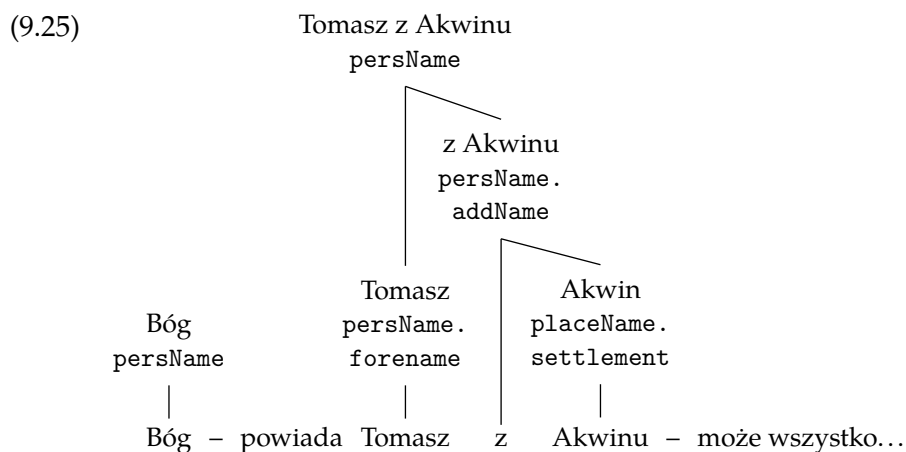 (9.25)
Tomasz z Akwinu
persName
z Akwinu
persName.
addName
Tomasz
persName.
forename
Akwin
placeName.
settlement
Bóg
persName
Bóg – powiada Tomasz z Akwinu – może wszystko…